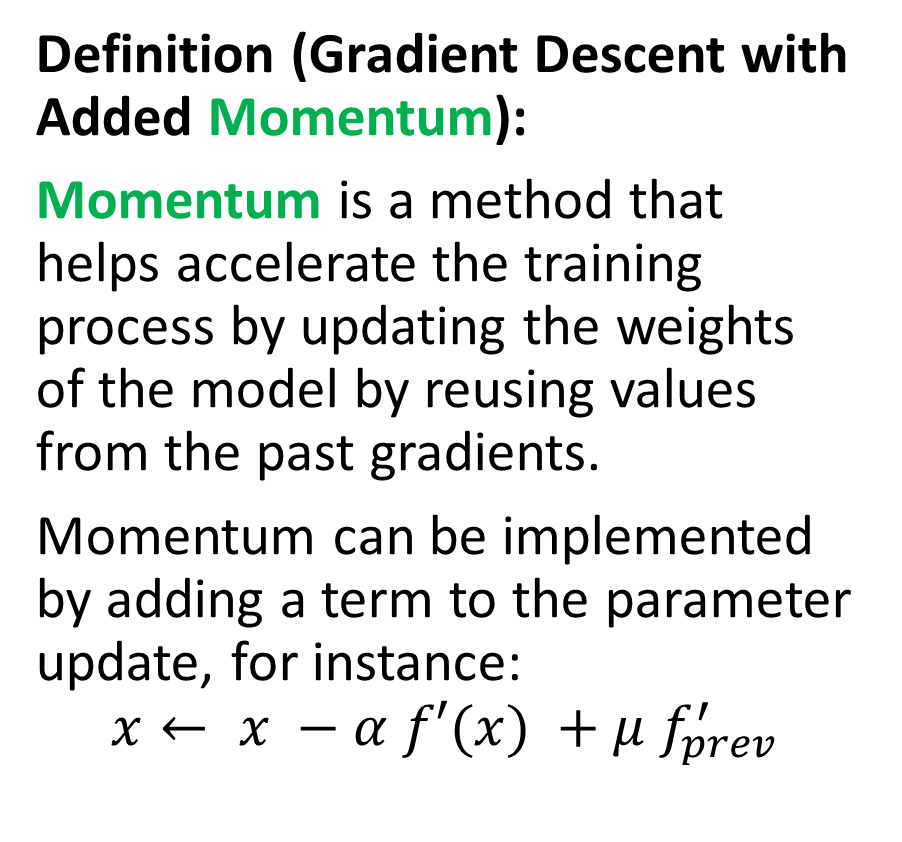 Definition (Gradient Descent with
Added Momentum):
Momentum is a method that
helps accelerate the training
process by updating the weights
of the model by reusing values
from the past gradients.
Momentum can be implemented
by adding a term to the parameter
update, for instance:
x ← x − α f′(x) + μ f′_prev